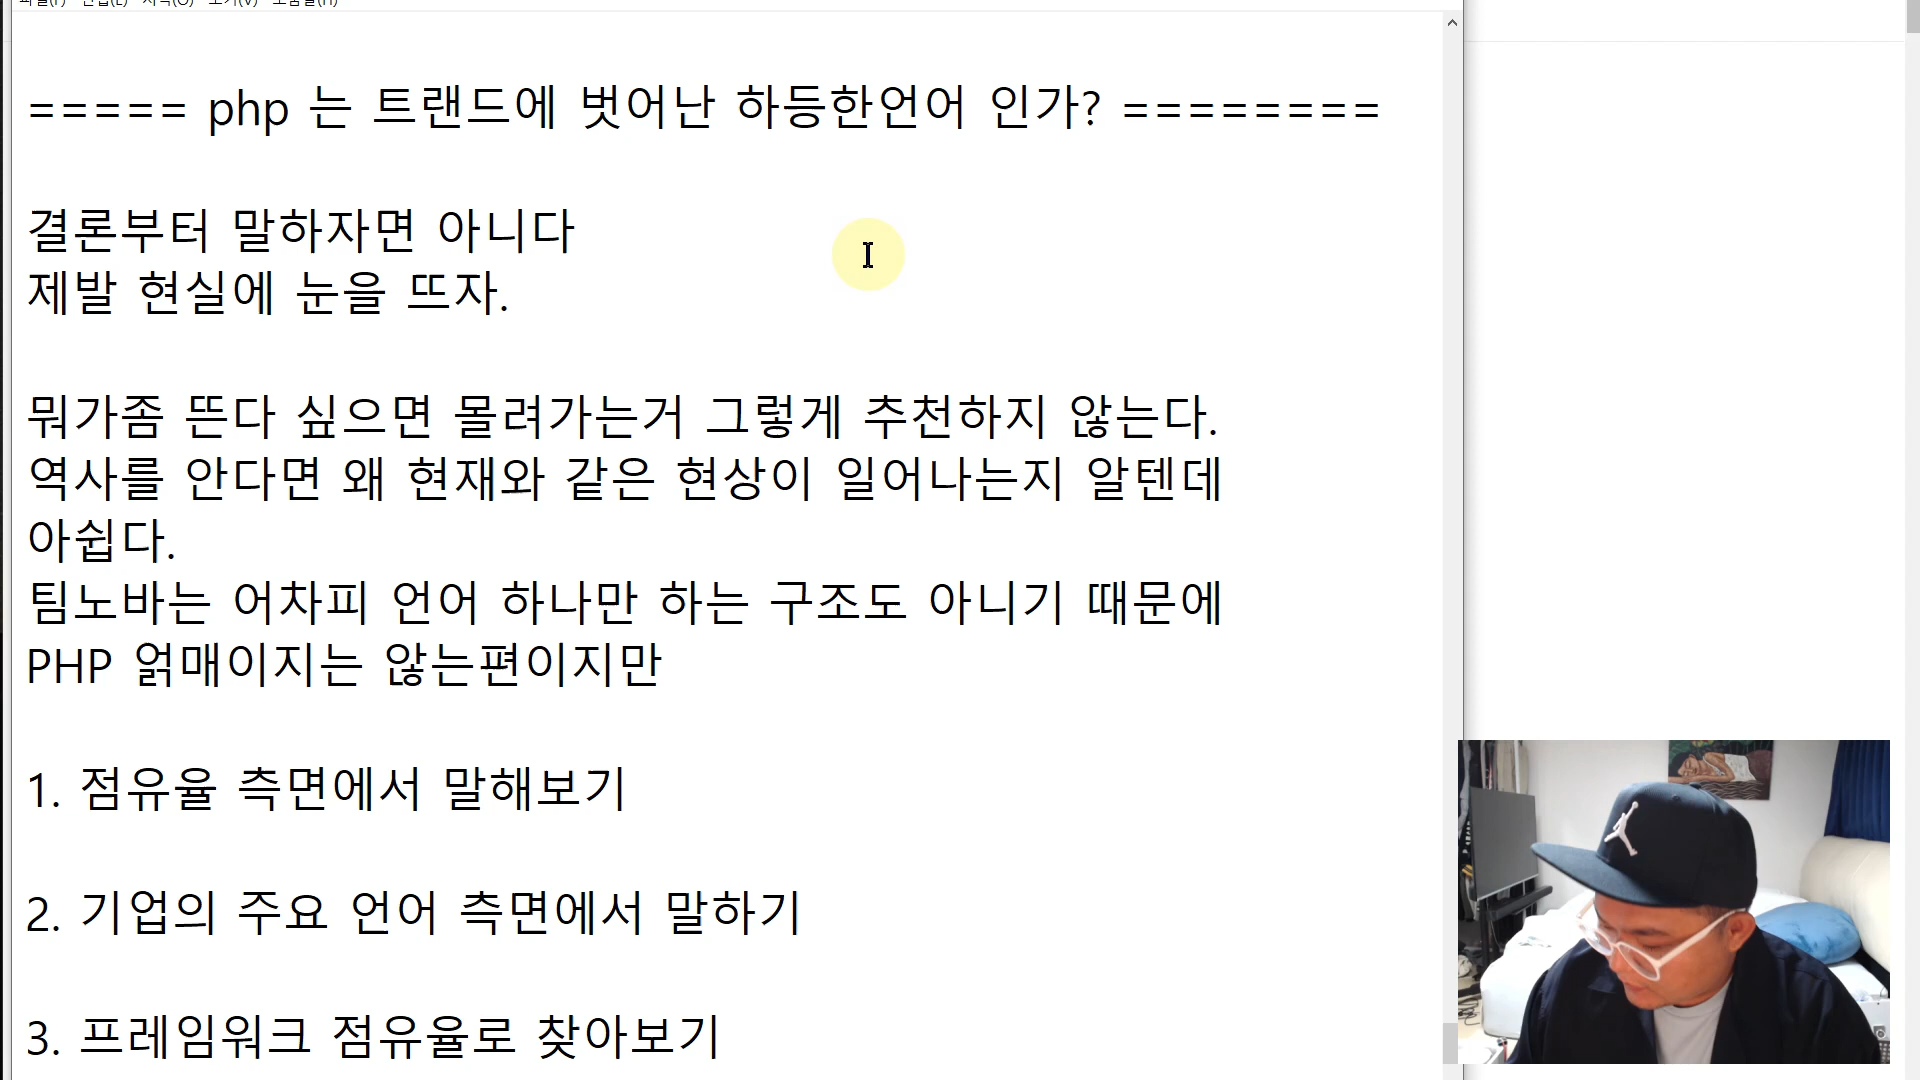 ===== php 는 트랜드에 벗어난 하등한언어 인가? ========
결론부터 말하자면 아니다
제발 현실에 눈을 뜨자.
뭐가좀 뜬다 싶으면 몰려가는거 그렇게 추천하지 않는다.
역사를 안다면 왜 현재와 같은 현상이 일어나는지 알텐데
아쉽다.
팀노바는 어차피 언어 하나만 하는 구조도 아니기 때문에
PHP 얽매이지는 않는편이지만
1. 점유율 측면에서 말해보기
2. 기업의 주요 언어 측면에서 말하기
3. 프레임워크 점유율로 찾아보기